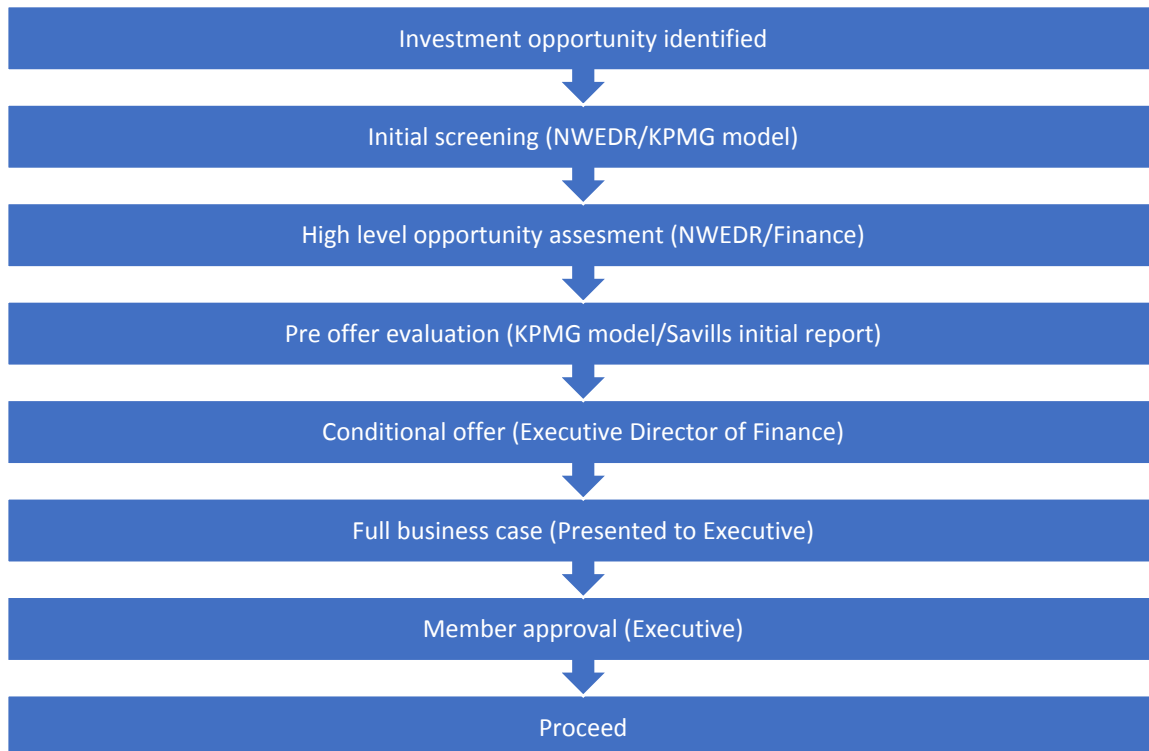 Investment opportunity identified
Initial screening (NWEDR/KPMG model)
High level opportunity assesment (NWEDR/Finance)
Pre offer evaluation (KPMG model/Savills initial report)
Conditional offer (Executive Director of Finance)
Full business case (Presented to Executive)
Member approval (Executive)
Proceed